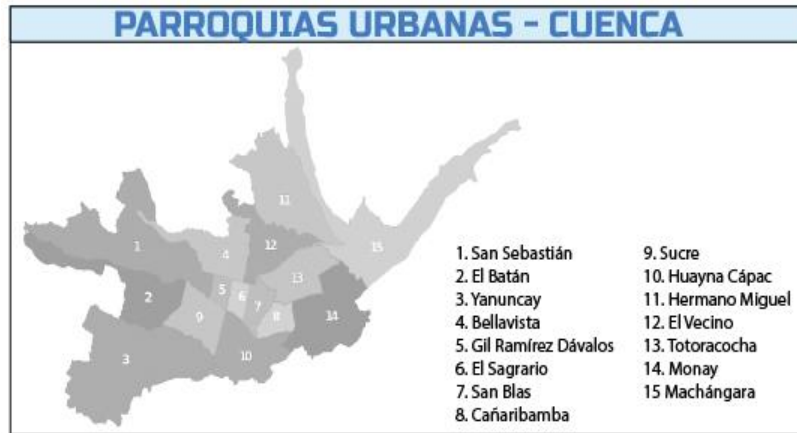 PARROQUIAS URBANAS - CUENCA
11
12
1
4
15
13
5
6
2
7
9
8
14
10
3
1. San Sebastián
2. El Batán
3. Yanuncay
4. Bellavista
5. Gil Ramírez Dávalos
6. El Sagrario
7. San Blas
8. Cañaribamba
9. Sucre
10. Huayna Cápac
11. Hermano Miguel
12. El Vecino
13. Totoracocha
14. Monay
15 Machángara